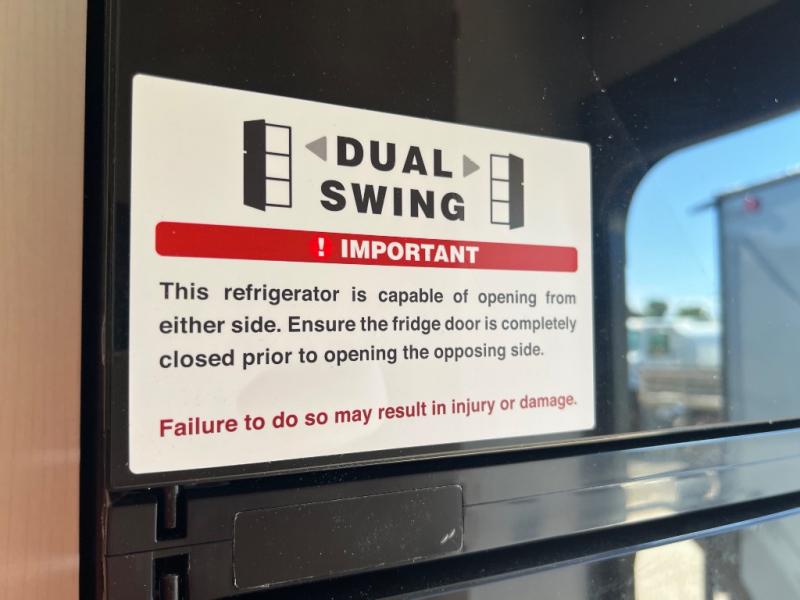 DUAL
SWING
! IMPORTANT
This refrigerator is capable of opening from
either side. Ensure the fridge door is completely
closed prior to opening the opposing side.
Failure to do so may result in injury or damage.